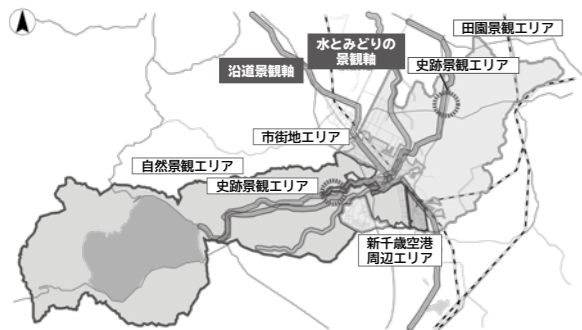 田園景観エリア
水とみどりの
景観軸
史跡景観エリア
沿道景観軸
市街地エリア
自然景観エリア
史跡景観エリア
新千歳空港
周辺エリア